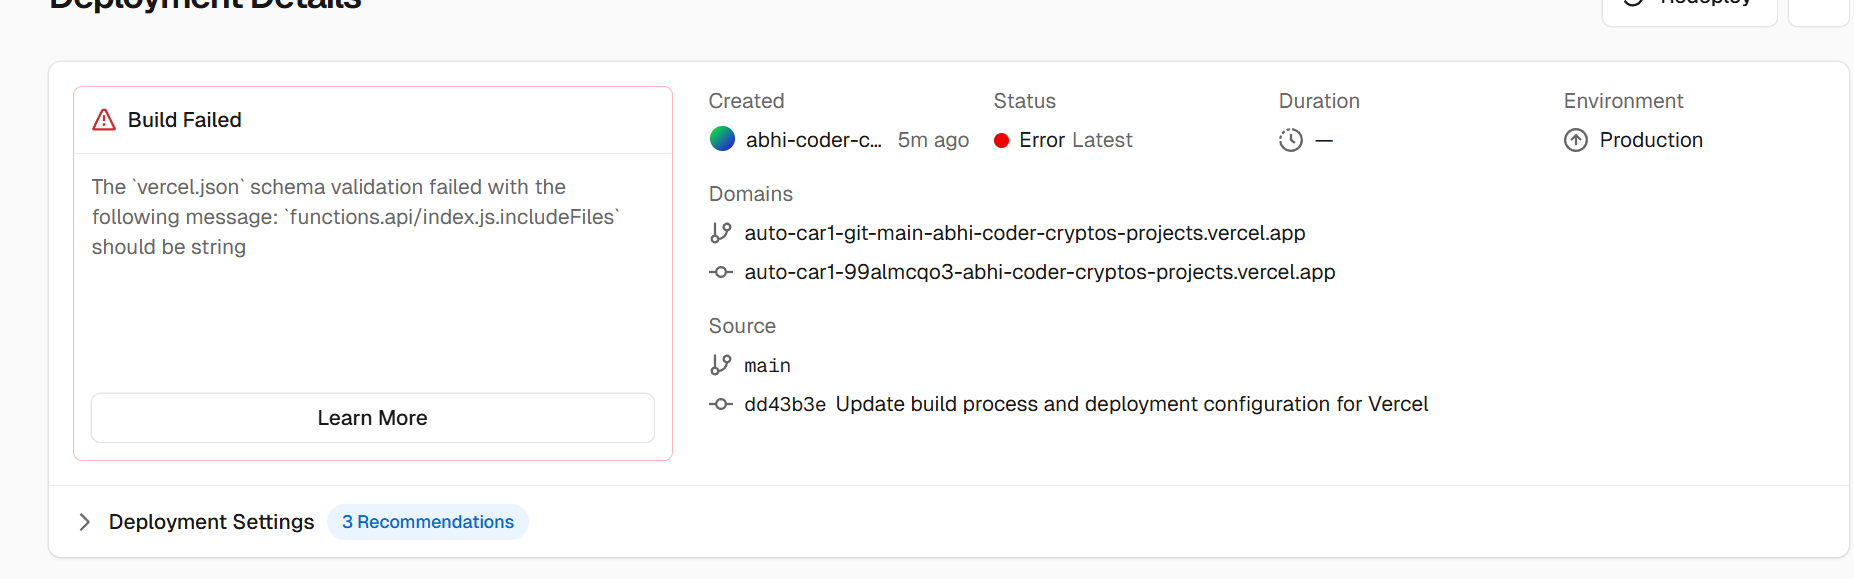 Deployment Details
Redeploy
Build Failed
The `vercel.json` schema validation failed with the
following message: `functions.api/index.js.includeFiles`
should be string
Learn More
Created
abhi-coder-c... 5m ago
Status
Error Latest
Duration
—
Environment
Production
Domains
auto-car1-git-main-abhi-coder-cryptos-projects.vercel.app
auto-car1-99almcqo3-abhi-coder-cryptos-projects.vercel.app
Source
main
dd43b3e Update build process and deployment configuration for Vercel
Deployment Settings 3 Recommendations